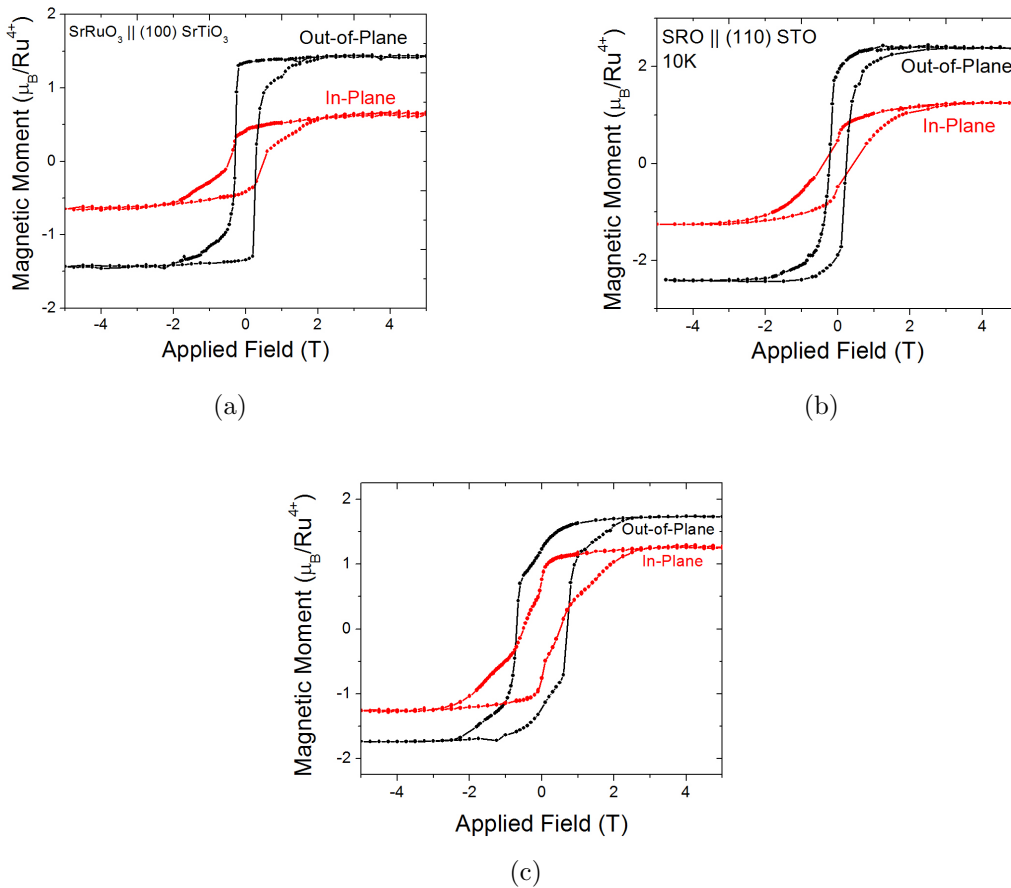 SrRuO₃ || (100) SrTiO₃
Out-of-Plane
In-Plane
2
1
0
-1
-2
-4 -2 0 2 4
Magnetic Moment (μ_B/Ru⁴⁺)
Applied Field (T)
(a)
SRO || (110) STO
10K
Out-of-Plane
In-Plane
2
0
-2
-4 -2 0 2 4
Magnetic Moment (μ_B/Ru⁴⁺)
Applied Field (T)
(b)
Out-of-Plane
In-Plane
2
1
0
-1
-2
-4 -2 0 2 4
Magnetic Moment (μ_B/Ru⁴⁺)
Applied Field (T)
(c)